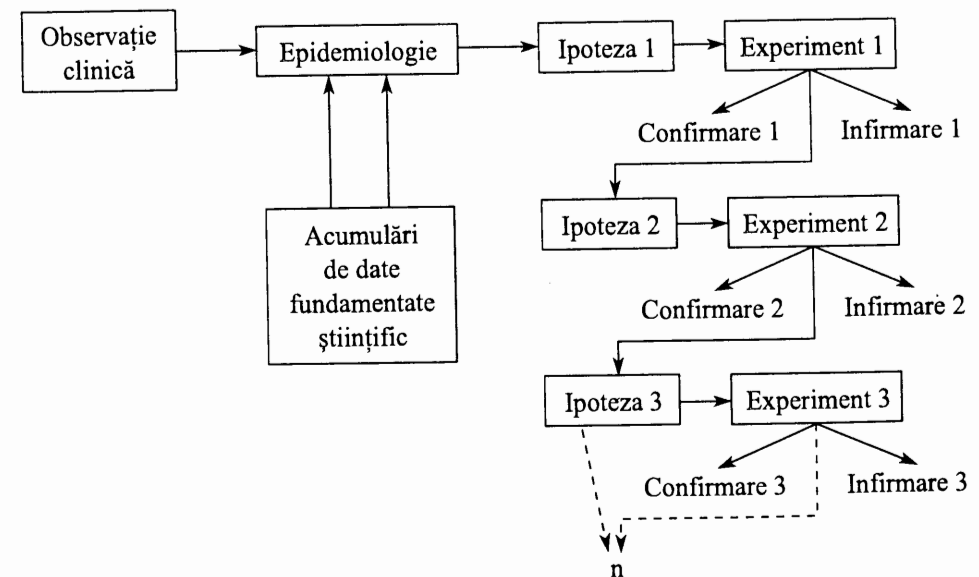 Observație
clinică
Epidemiologie
Ipoteza 1
Experiment 1
Confirmare 1
Infirmare 1
Acumulări
de date
fundamentate
științific
Ipoteza 2
Experiment 2
Confirmare 2
Infirmare 2
Ipoteza 3
Experiment 3
Confirmare 3
Infirmare 3
n